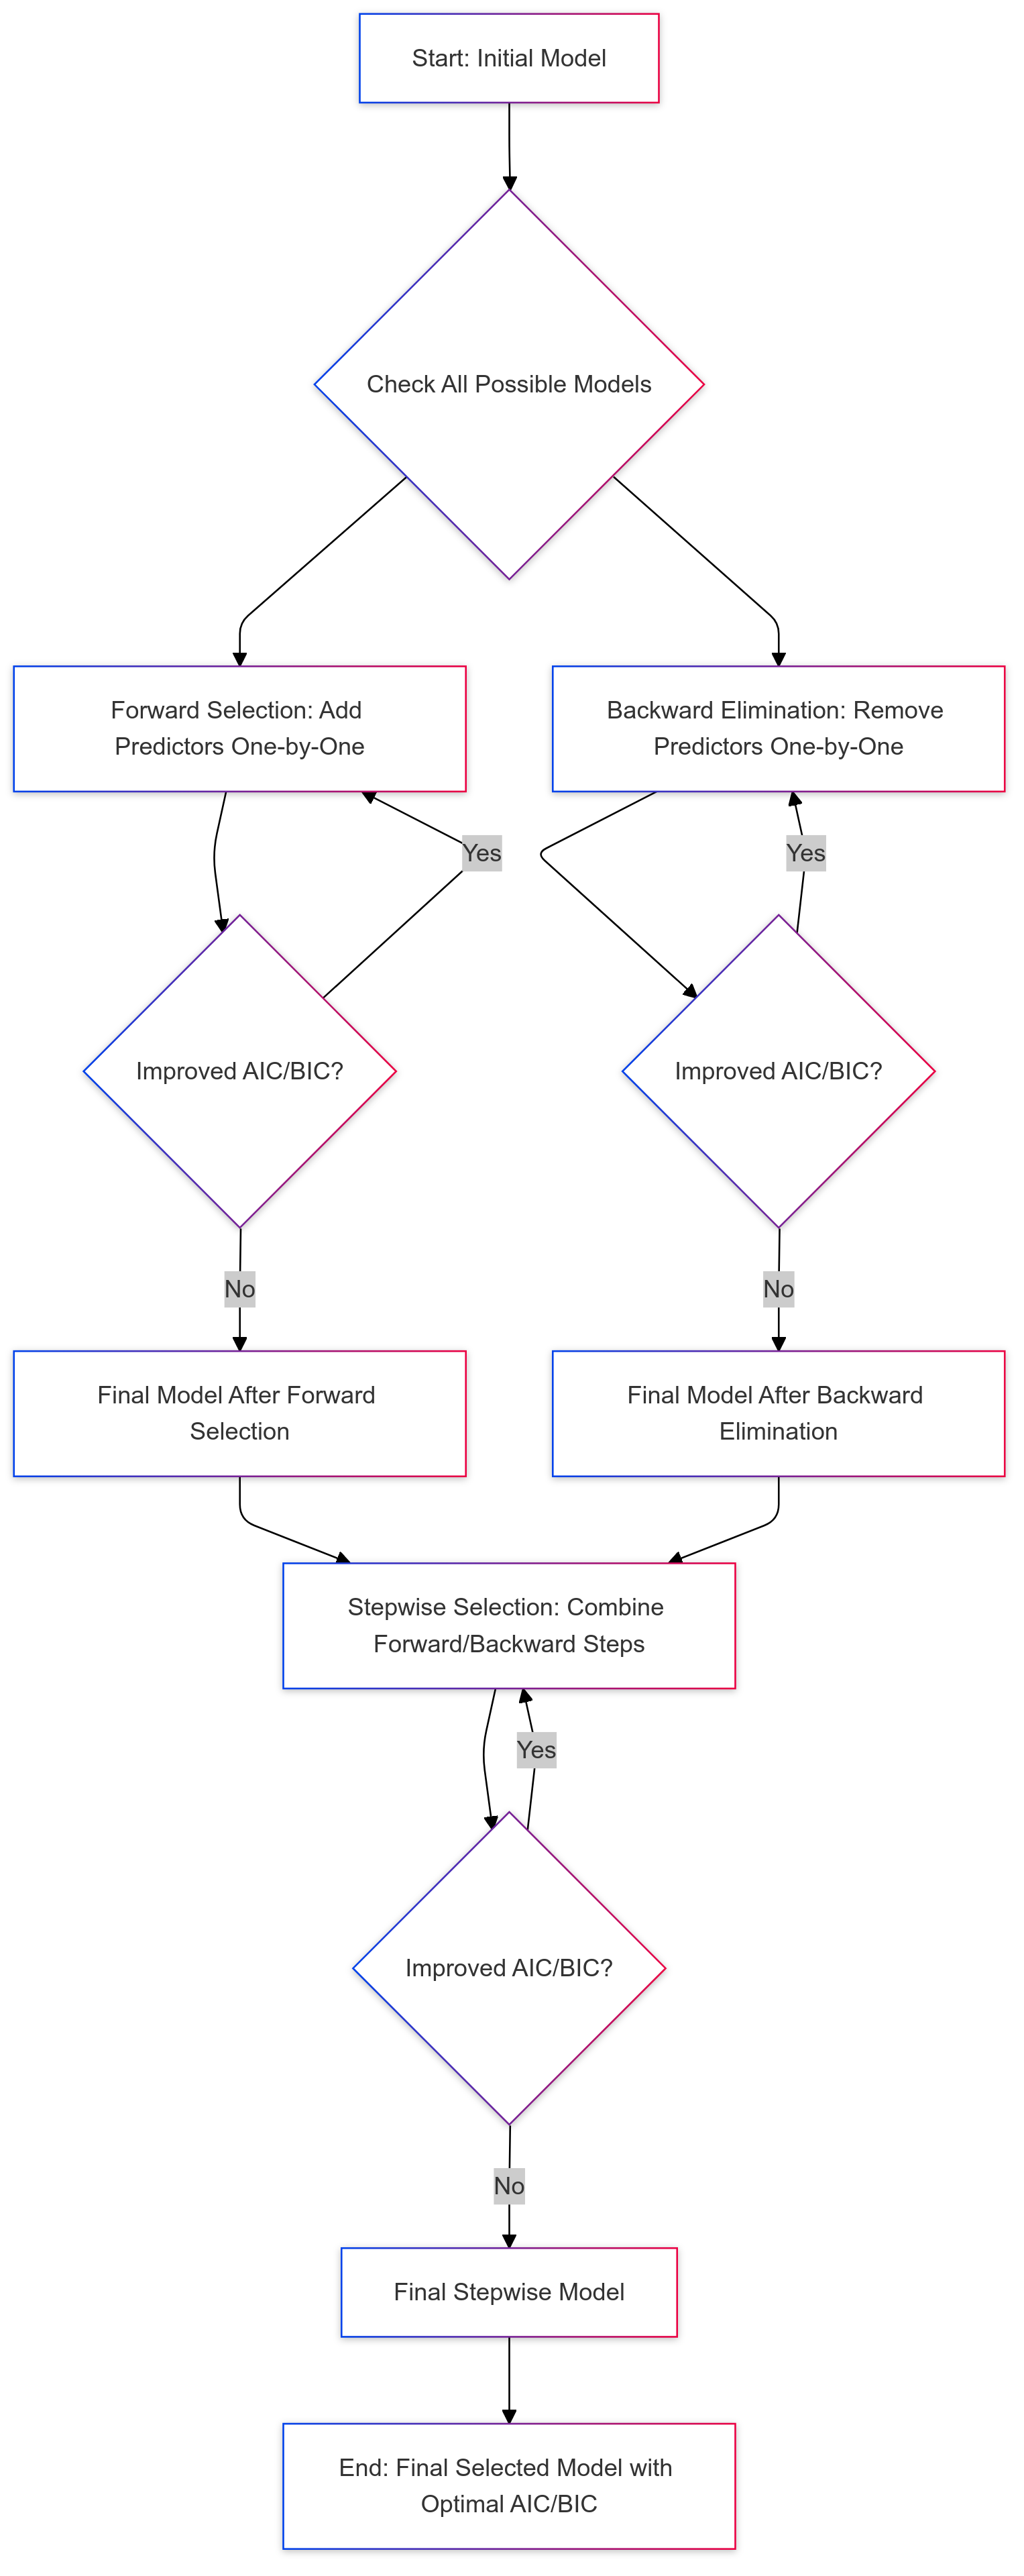 Start: Initial Model
Check All Possible Models
Forward Selection: Add
Predictors One-by-One
Backward Elimination: Remove
Predictors One-by-One
Yes
Yes
Improved AIC/BIC?
Improved AIC/BIC?
No
No
Final Model After Forward
Selection
Final Model After Backward
Elimination
Stepwise Selection: Combine
Forward/Backward Steps
Yes
Improved AIC/BIC?
No
Final Stepwise Model
End: Final Selected Model with
Optimal AIC/BIC